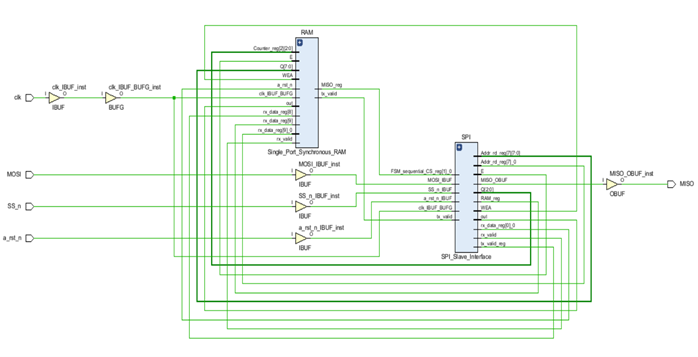 RAM
Counter_reg[2][2:0]
E
Q[7:0]
WEA
a_rst_n
MISO_reg
clk_IBUF_BUFG
tx_valid
out
rx_data_reg[8]
rx_data_reg[9]
rx_data_reg[9]_0
rx_valid
Single_Port_Synchronous_RAM
clk_IBUF_inst
clk_IBUF_BUFG_inst
clk
I
O
I
O
IBUF
BUFG
SPI
Addr_rd_reg[7][7:0]
Addr_rd_reg[7]_0
FSM_sequential_CS_reg[1]_0
E
MOSI_IBUF
MISO_OBUF
SS_n_IBUF
Q[2:0]
a_rst_n_IBUF
RAM_reg
clk_IBUF_BUFG
WEA
tx_valid
out
rx_data_reg[0]_0
rx_valid
tx_valid_reg
SPI_Slave_Interface
MOSI_IBUF_inst
MOSI
I
O
IBUF
SS_n_IBUF_inst
SS_n
I
O
IBUF
a_rst_n_IBUF_inst
a_rst_n
I
O
IBUF
MISO_OBUF_inst
I
O
MISO
OBUF